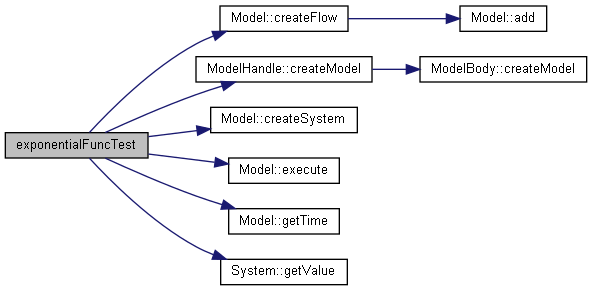 Model::createFlow
Model::add
ModelHandle::createModel
ModelBody::createModel
Model::createSystem
exponentialFuncTest
Model::execute
Model::getTime
System::getValue